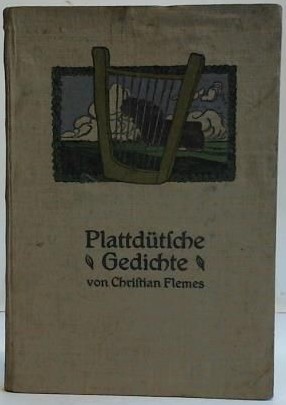 Plattdütſche
Gedichte
von Chriſtian Flemes